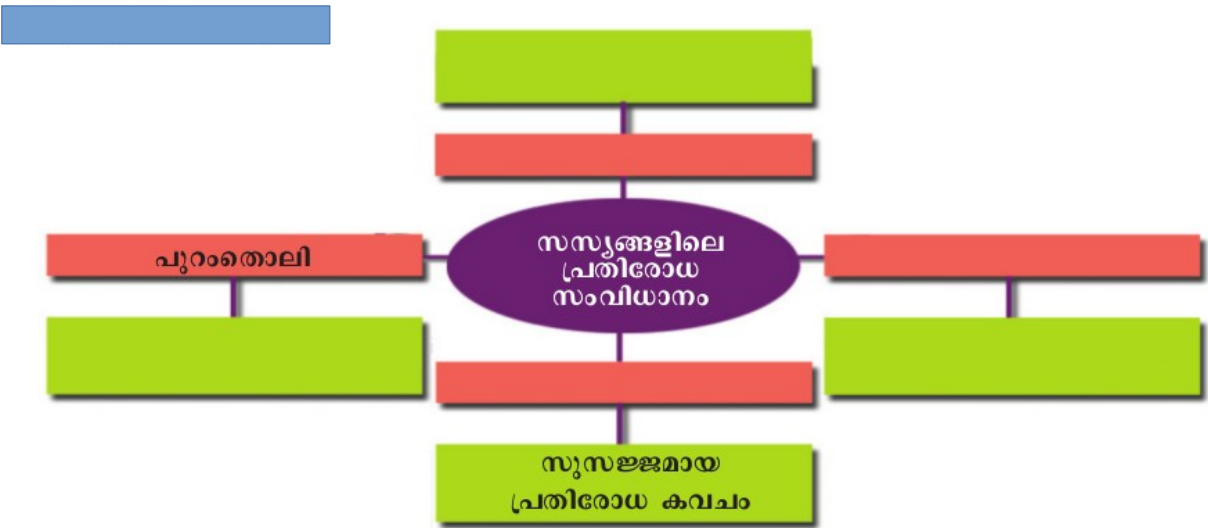 പുറംതൊലി
സസ്യങ്ങളിലെ
പ്രതിരോധ
സംവിധാനം
സുസജ്ജമായ
പ്രതിരോധ കവചം